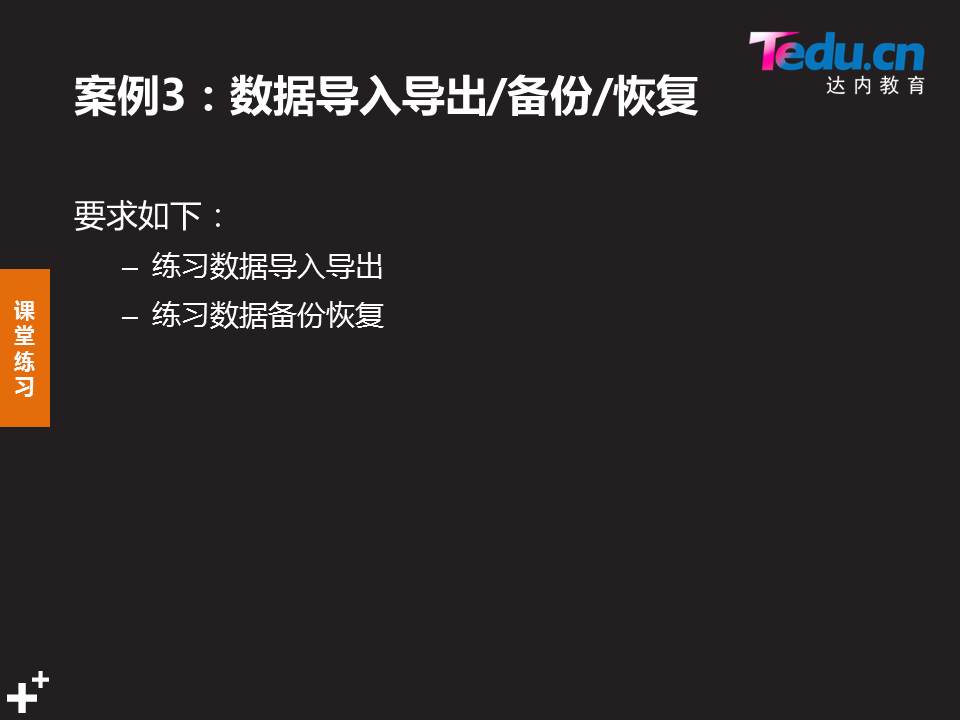 Tedu.cn
达内教育
案例3：数据导入导出/备份/恢复
要求如下：
– 练习数据导入导出
– 练习数据备份恢复
课
堂
练
习